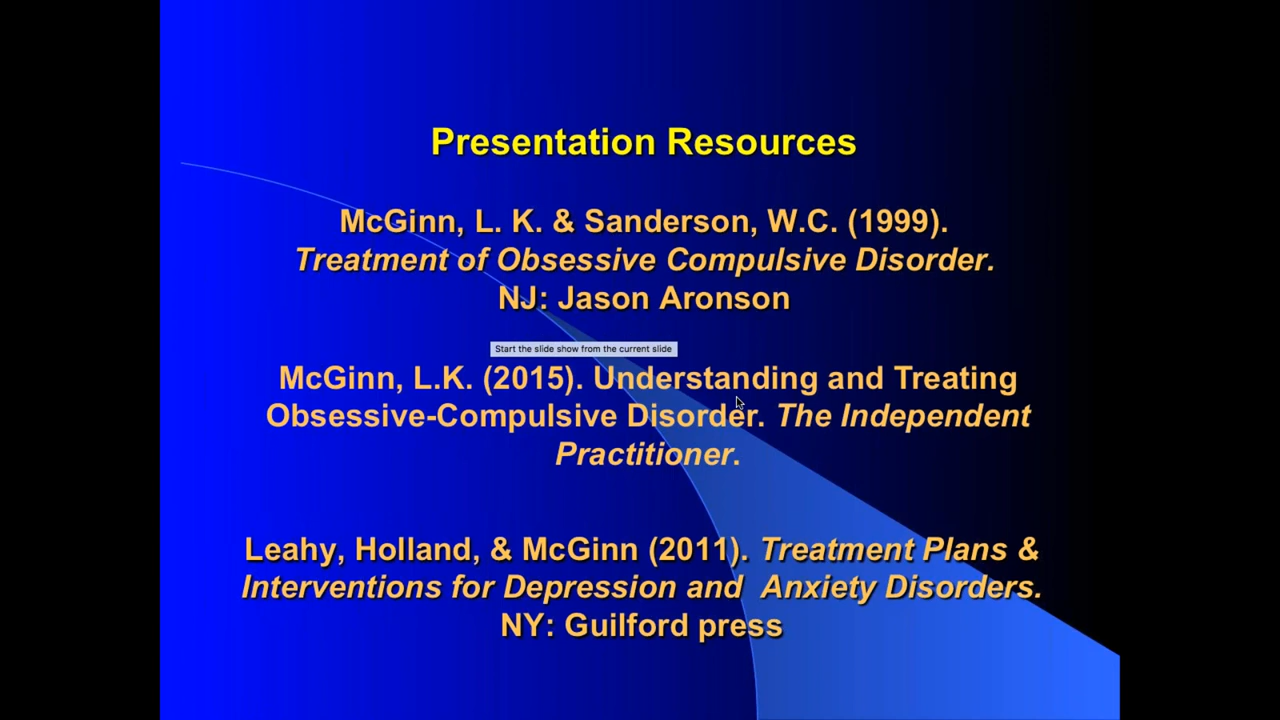 Presentation Resources
McGinn, L. K. & Sanderson, W.C. (1999).
Treatment of Obsessive Compulsive Disorder.
NJ: Jason Aronson
Start the slide show from the current slide
McGinn, L.K. (2015). Understanding and Treating
Obsessive-Compulsive Disorder. The Independent
Practitioner.
Leahy, Holland, & McGinn (2011). Treatment Plans &
Interventions for Depression and  Anxiety Disorders.
NY: Guilford press